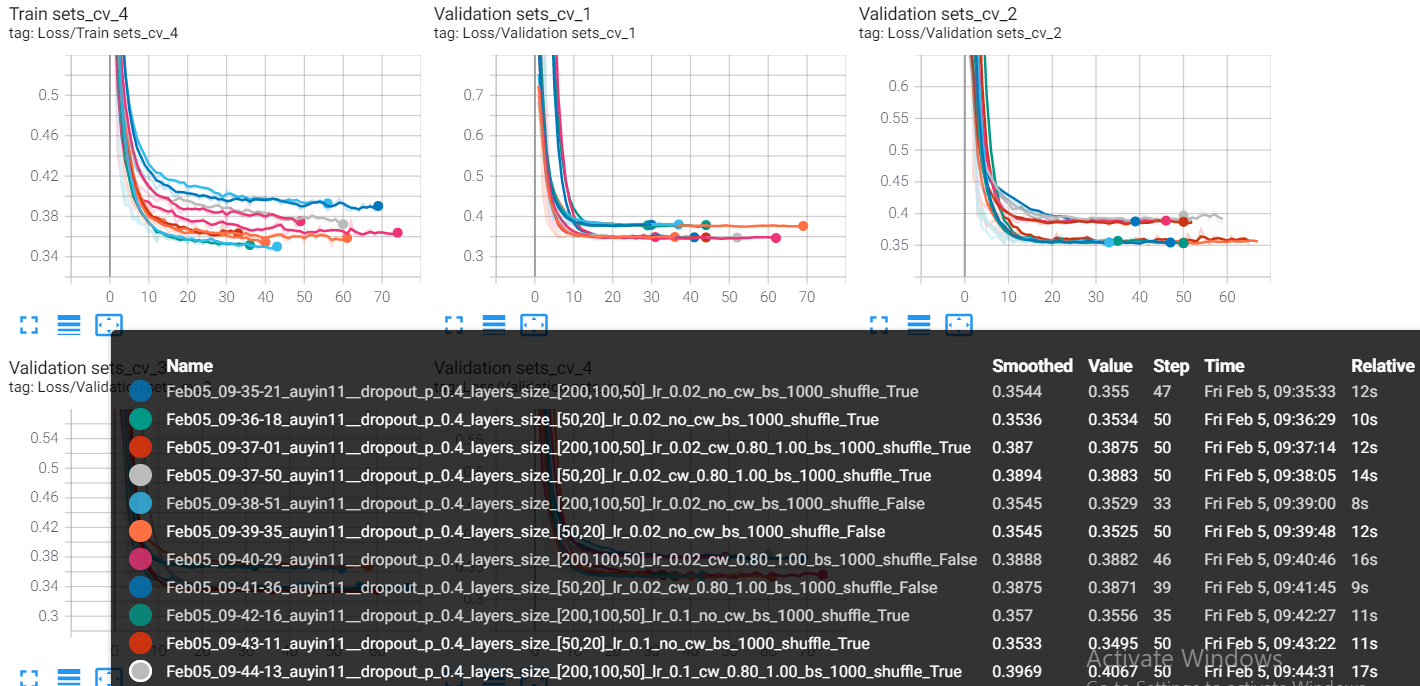 Train sets_cv_4
tag: Loss/Train sets_cv_4
0.5
0.46
0.42
0.38
0.34
0 10 20 30 40 50 60 70
Validation sets_cv_1
tag: Loss/Validation sets_cv_1
0.7
0.6
0.5
0.4
0.3
0 10 20 30 40 50 60 70
Validation sets_cv_2
tag: Loss/Validation sets_cv_2
0.6
0.55
0.5
0.45
0.4
0.35
0 10 20 30 40 50 60
Validation sets_cv_3
tag: Loss/Validation sets_cv_3
0.54
0.5
0.46
0.42
0.38
0.34
0.3
Validation sets_cv_4
Name Smoothed Value Step Time Relative
Feb05_09-35-21_auyin11__dropout_p_0.4_layers_size_[200,100,50]_lr_0.02_no_cw_bs_1000_shuffle_True 0.3544 0.355 47 Fri Feb 5, 09:35:33 12s
Feb05_09-36-18_auyin11__dropout_p_0.4_layers_size_[50,20]_lr_0.02_no_cw_bs_1000_shuffle_True 0.3536 0.3534 50 Fri Feb 5, 09:36:29 10s
Feb05_09-37-01_auyin11__dropout_p_0.4_layers_size_[200,100,50]_lr_0.02_cw_0.80_1.00_bs_1000_shuffle_True 0.387 0.3875 50 Fri Feb 5, 09:37:14 12s
Feb05_09-37-50_auyin11__dropout_p_0.4_layers_size_[50,20]_lr_0.02_cw_0.80_1.00_bs_1000_shuffle_True 0.3894 0.3883 50 Fri Feb 5, 09:38:05 14s
Feb05_09-38-51_auyin11__dropout_p_0.4_layers_size_[200,100,50]_lr_0.02_no_cw_bs_1000_shuffle_False 0.3545 0.3529 33 Fri Feb 5, 09:39:00 8s
Feb05_09-39-35_auyin11__dropout_p_0.4_layers_size_[50,20]_lr_0.02_no_cw_bs_1000_shuffle_False 0.3545 0.3525 50 Fri Feb 5, 09:39:48 12s
Feb05_09-40-29_auyin11__dropout_p_0.4_layers_size_[200,100,50]_lr_0.02_cw_0.80_1.00_bs_1000_shuffle_False 0.3888 0.3882 46 Fri Feb 5, 09:40:46 16s
Feb05_09-41-36_auyin11__dropout_p_0.4_layers_size_[50,20]_lr_0.02_cw_0.80_1.00_bs_1000_shuffle_False 0.3875 0.3871 39 Fri Feb 5, 09:41:45 9s
Feb05_09-42-16_auyin11__dropout_p_0.4_layers_size_[200,100,50]_lr_0.1_no_cw_bs_1000_shuffle_True 0.357 0.3556 35 Fri Feb 5, 09:42:27 11s
Feb05_09-43-11_auyin11__dropout_p_0.4_layers_size_[50,20]_lr_0.1_no_cw_bs_1000_shuffle_True 0.3533 0.3495 50 Fri Feb 5, 09:43:22 11s
Feb05_09-44-13_auyin11__dropout_p_0.4_layers_size_[200,100,50]_lr_0.1_cw_0.80_1.00_bs_1000_shuffle_True 0.3969 0.4067 50 Fri Feb 5, 09:44:31 17s
Activate Windows